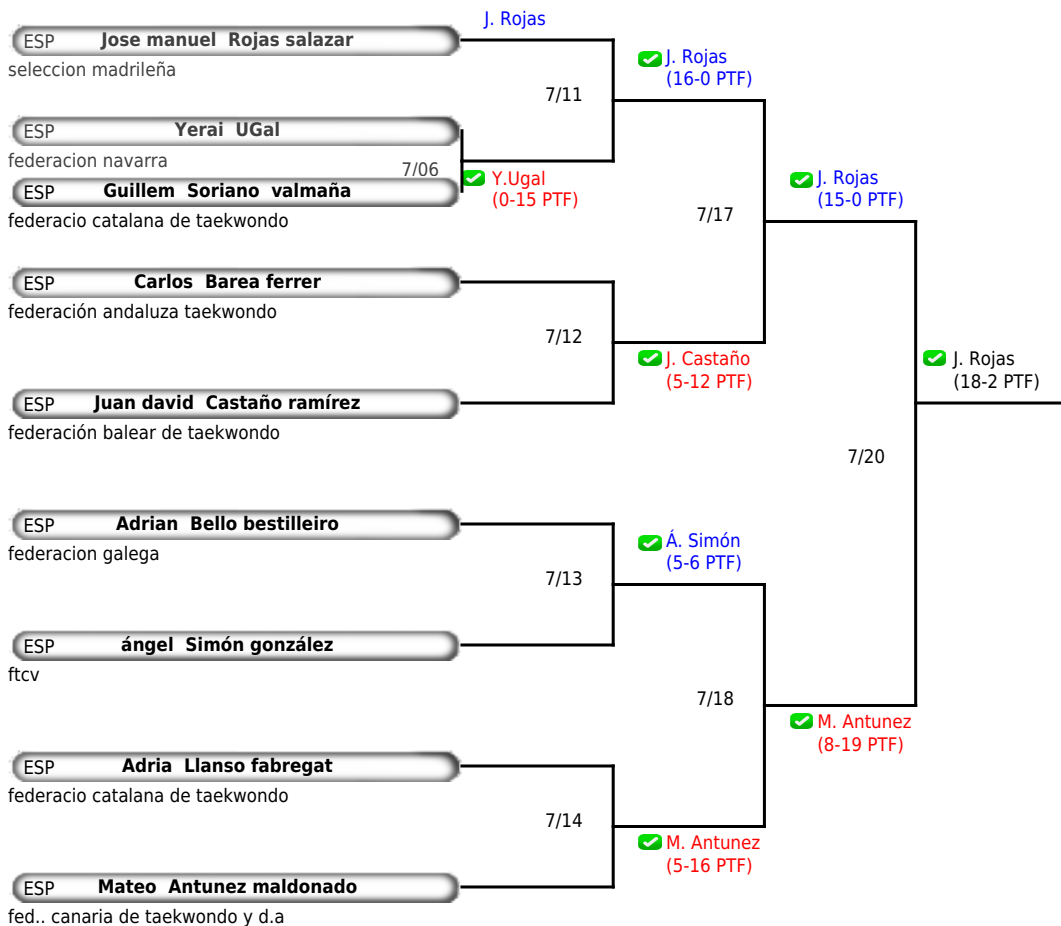 J. Rojas
ESP Jose manuel Rojas salazar
seleccion madrileña
J. Rojas
(16-0 PTF)
7/11
ESP Yerai UGal
federacion navarra
7/06
Y.Ugal
(0-15 PTF)
ESP Guillem Soriano valmaña
federacio catalana de taekwondo
J. Rojas
(15-0 PTF)
7/17
ESP Carlos Barea ferrer
federación andaluza taekwondo
7/12
J. Castaño
(5-12 PTF)
ESP Juan david Castaño ramírez
federación balear de taekwondo
J. Rojas
(18-2 PTF)
7/20
ESP Adrian Bello bestilleiro
federacion galega
Á. Simón
(5-6 PTF)
7/13
ESP ángel Simón gonzález
ftcv
7/18
M. Antunez
(8-19 PTF)
ESP Adria Llanso fabregat
federacio catalana de taekwondo
7/14
M. Antunez
(5-16 PTF)
ESP Mateo Antunez maldonado
fed.. canaria de taekwondo y d.a